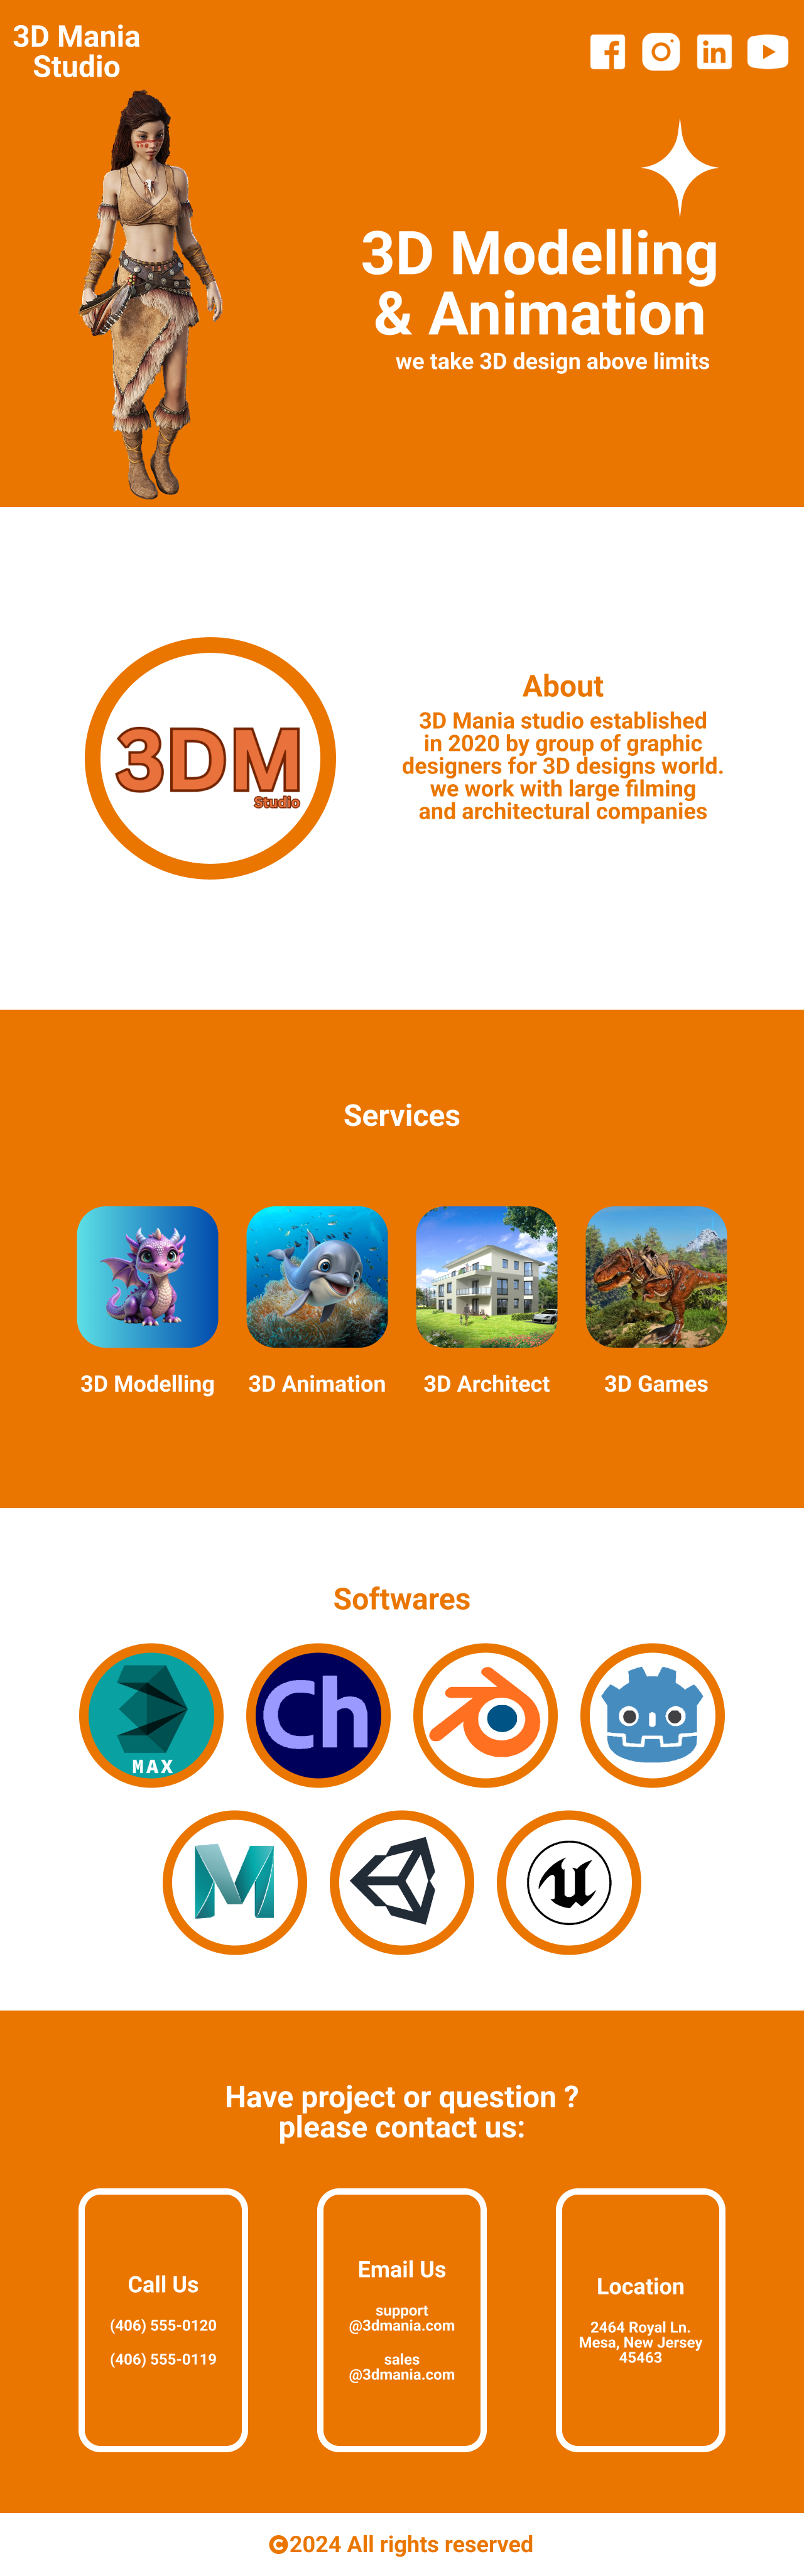 3D Mania
Studio
3D Modelling
& Animation
we take 3D design above limits
3DM
Studio
About
3D Mania studio established
in 2020 by group of graphic
designers for 3D designs world.
we work with large filming
and architectural companies
Services
3D Modelling
3D Animation
3D Architect
3D Games
Softwares
MAX
Ch
Have project or question ?
please contact us:
Call Us
(406) 555-0120
(406) 555-0119
Email Us
support
@3dmania.com
sales
@3dmania.com
Location
2464 Royal Ln.
Mesa, New Jersey
45463
©2024 All rights reserved